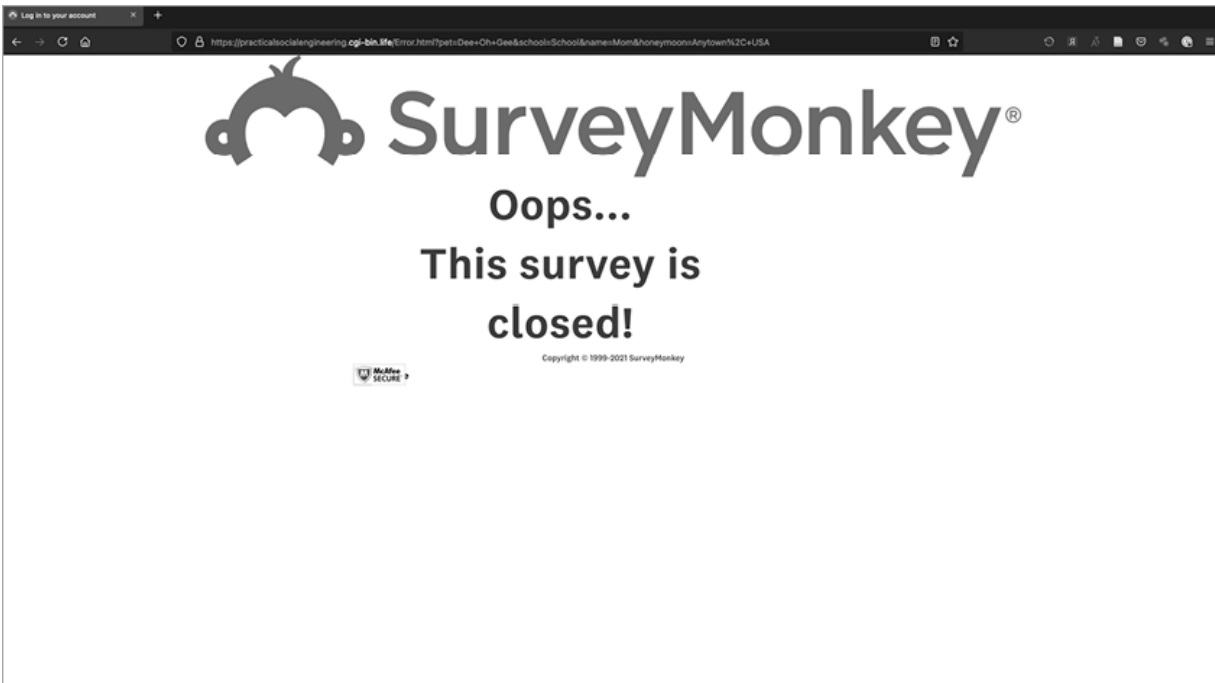 Log in to your account
https://practicalsocialengineering.cgi-bin.life/Error.html?pet=Dee+Oh+Gee&school=School&name=Mom&honeymoon=Anytown%2C+USA
SurveyMonkey®
Oops...
This survey is
closed!
Copyright © 1999-2021 SurveyMonkey
McAfee
SECURE